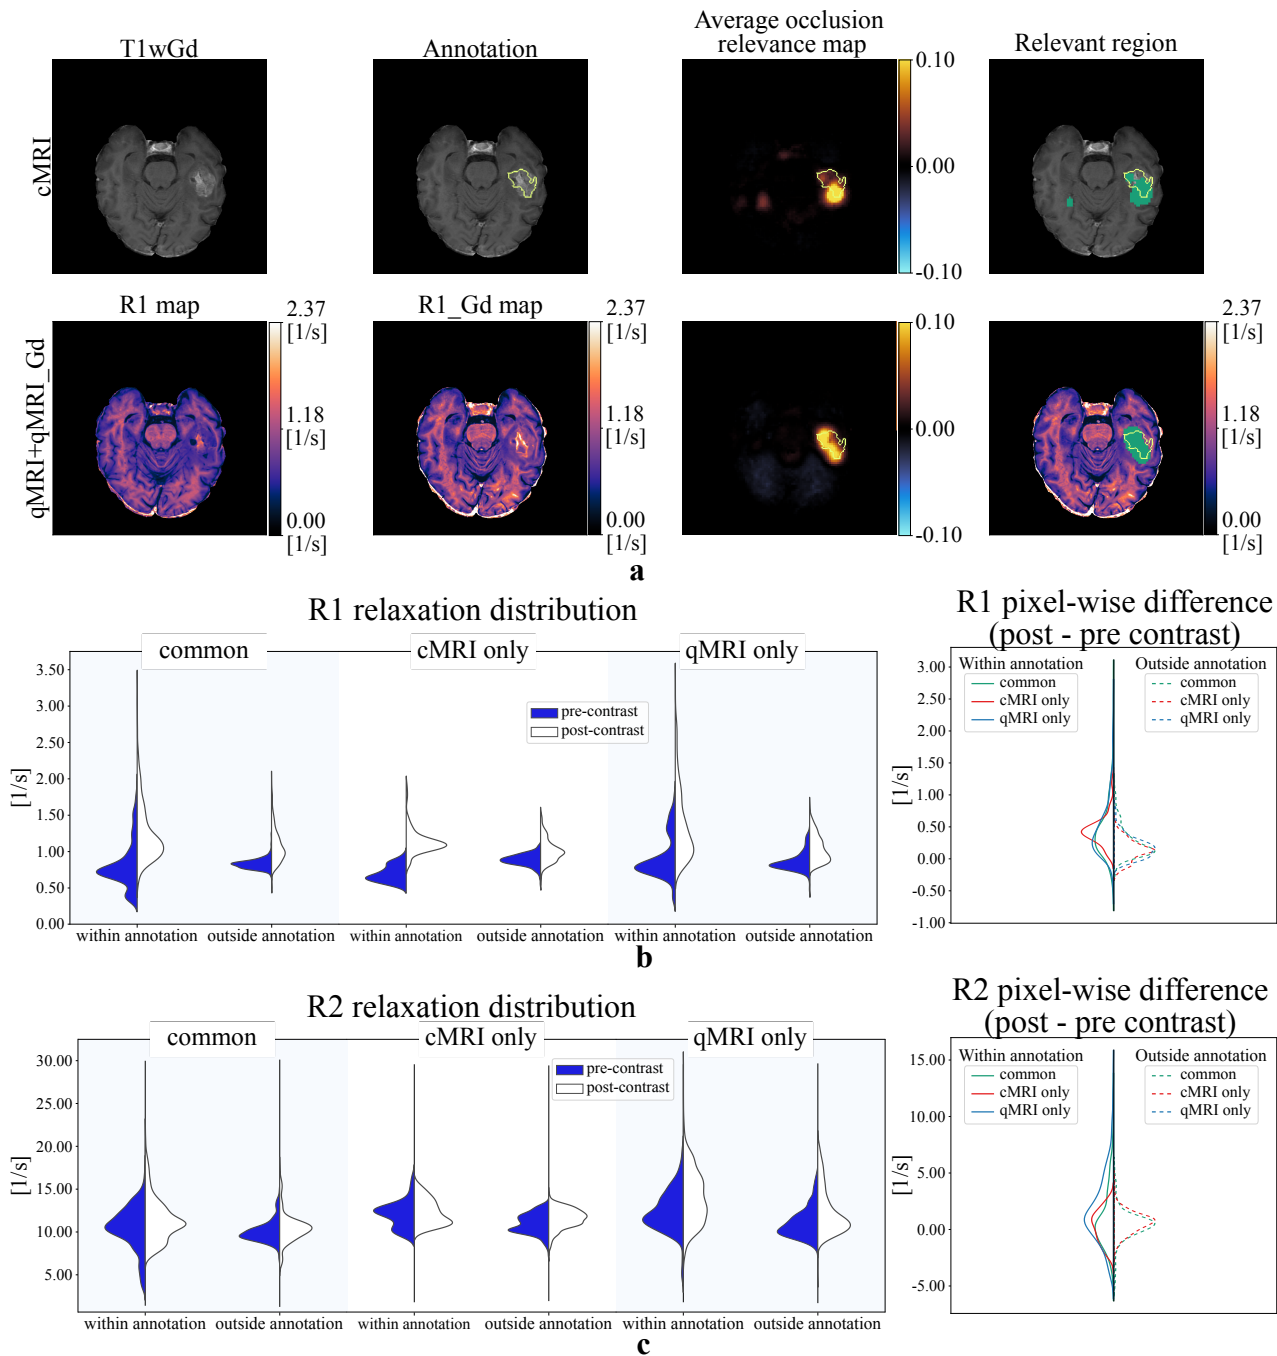 T1wGd
Annotation
Average occlusion
relevance map
Relevant region
cMRI
0.10
0.00
-0.10
R1 map
R1_Gd map
qMRI+qMRI_Gd
2.37
[1/s]
1.18
[1/s]
0.00
[1/s]
2.37
[1/s]
1.18
[1/s]
0.00
[1/s]
0.10
0.00
-0.10
2.37
[1/s]
1.18
[1/s]
0.00
[1/s]
a
R1 relaxation distribution
common
cMRI only
qMRI only
pre-contrast
post-contrast
[1/s]
3.50
3.00
2.50
2.00
1.50
1.00
0.50
0.00
within annotation
outside annotation
within annotation
outside annotation
within annotation
outside annotation
R1 pixel-wise difference
(post - pre contrast)
Within annotation
common
cMRI only
qMRI only
Outside annotation
common
cMRI only
qMRI only
[1/s]
3.00
2.50
2.00
1.50
1.00
0.50
0.00
-0.50
-1.00
b
R2 relaxation distribution
common
cMRI only
qMRI only
pre-contrast
post-contrast
[1/s]
30.00
25.00
20.00
15.00
10.00
5.00
within annotation
outside annotation
within annotation
outside annotation
within annotation
outside annotation
R2 pixel-wise difference
(post - pre contrast)
Within annotation
common
cMRI only
qMRI only
Outside annotation
common
cMRI only
qMRI only
[1/s]
15.00
10.00
5.00
0.00
-5.00
c